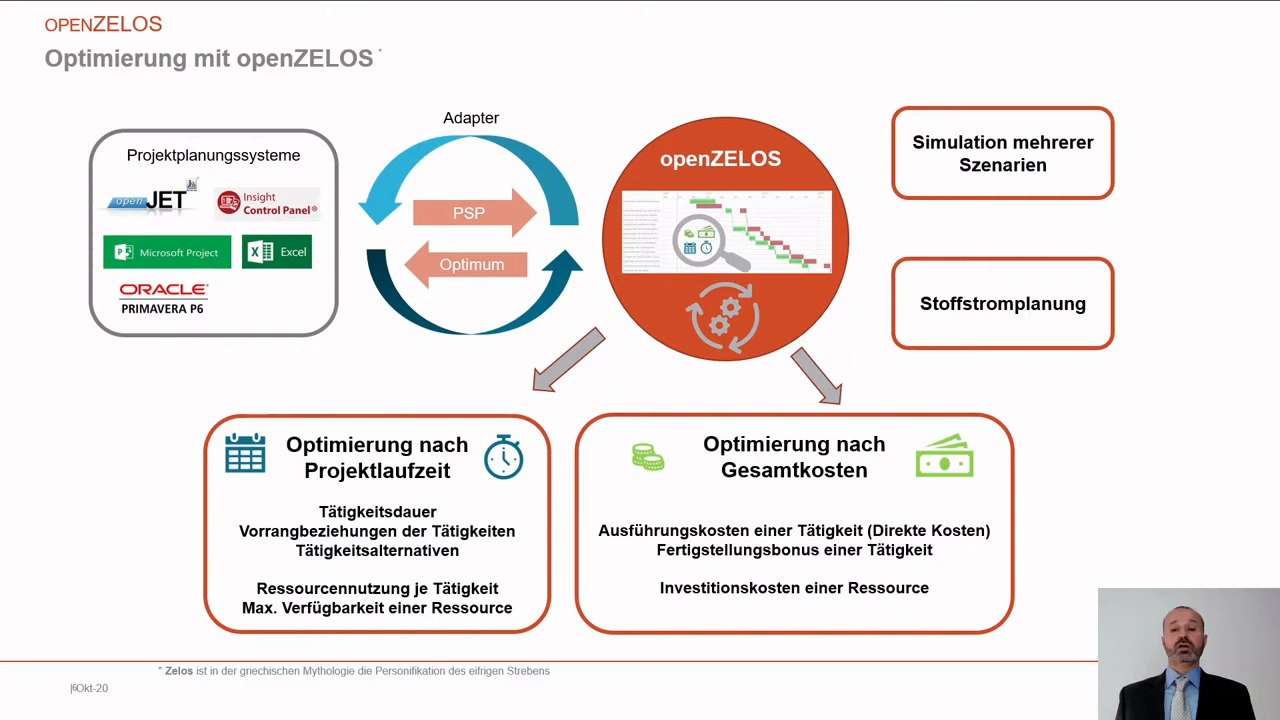 OPENZELOS
Optimierung mit openZELOS *
Projektplanungssysteme
open JET
Insight
Control Panel®
Microsoft Project
Excel
ORACLE®
PRIMAVERA P6
Adapter
PSP
Optimum
openZELOS
Simulation mehrerer
Szenarien
Stoffstromplanung
Optimierung nach
Projektlaufzeit
Tätigkeitsdauer
Vorrangbeziehungen der Tätigkeiten
Tätigkeitsalternativen
Ressourcennutzung je Tätigkeit
Max. Verfügbarkeit einer Ressource
Optimierung nach
Gesamtkosten
Ausführungskosten einer Tätigkeit (Direkte Kosten)
Fertigstellungsbonus einer Tätigkeit
Investitionskosten einer Ressource
* Zelos ist in der griechischen Mythologie die Personifikation des eifrigen Strebens
|6Okt-20